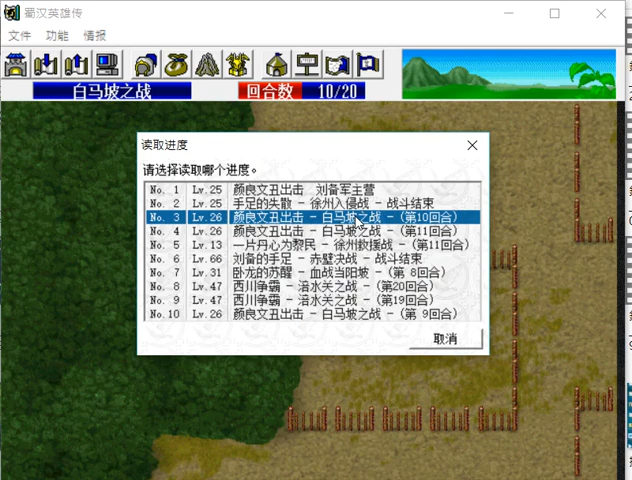 蜀汉英雄传
文件 功能 情报
白马坡之战 回合数 10/20
读取进度
请选择读取哪个进度。
No. 1 Lv.25 颜良文丑出击 刘备军主营
No. 2 Lv.25 手足的失散 - 徐州入侵战 - 战斗结束
No. 3 Lv.26 颜良文丑出击 - 白马坡之战 - (第10回合)
No. 4 Lv.26 颜良文丑出击 - 白马坡之战 - (第11回合)
No. 5 Lv.13 一片丹心为黎民 - 徐州救援战 - (第11回合)
No. 6 Lv.66 刘备的手足 - 赤壁决战 - 战斗结束
No. 7 Lv.31 卧龙的苏醒 - 血战当阳坡 - (第 8回合)
No. 8 Lv.47 西川争霸 - 涪水关之战 - (第20回合)
No. 9 Lv.47 西川争霸 - 涪水关之战 - (第19回合)
No.10 Lv.26 颜良文丑出击 - 白马坡之战 - (第 9回合)
取消